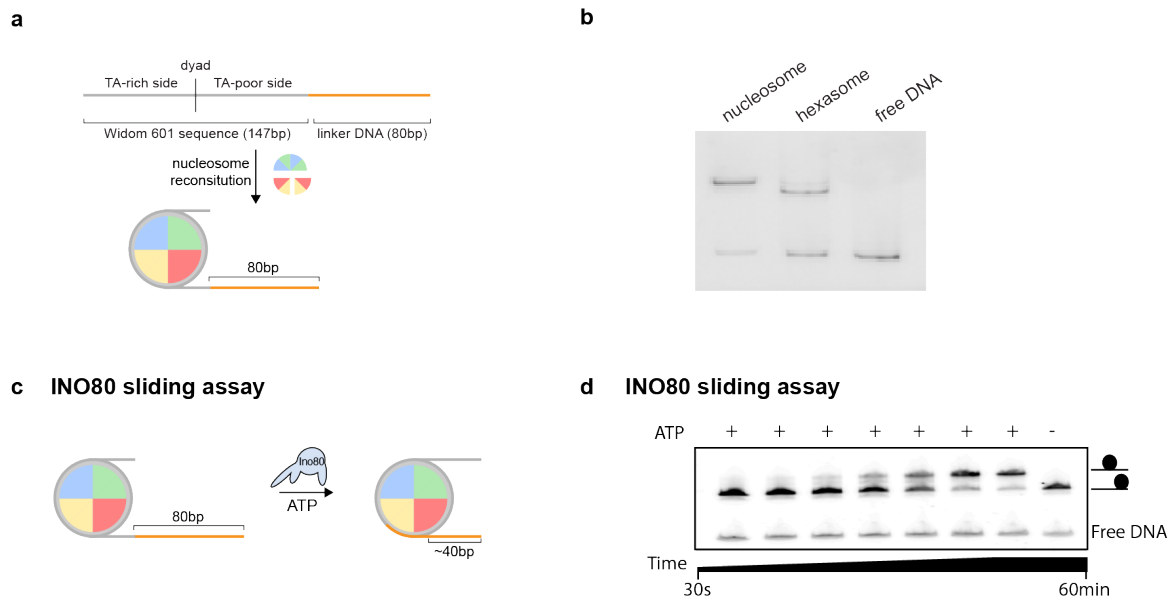 a
dyad
TA-rich side TA-poor side
Widom 601 sequence (147bp) linker DNA (80bp)
nucleosome
reconsitution
80bp
b
nucleosome
hexasome
free DNA
c INO80 sliding assay
80bp
Ino80
ATP
~40bp
d INO80 sliding assay
ATP + + + + + + + -
Free DNA
Time
30s 60min